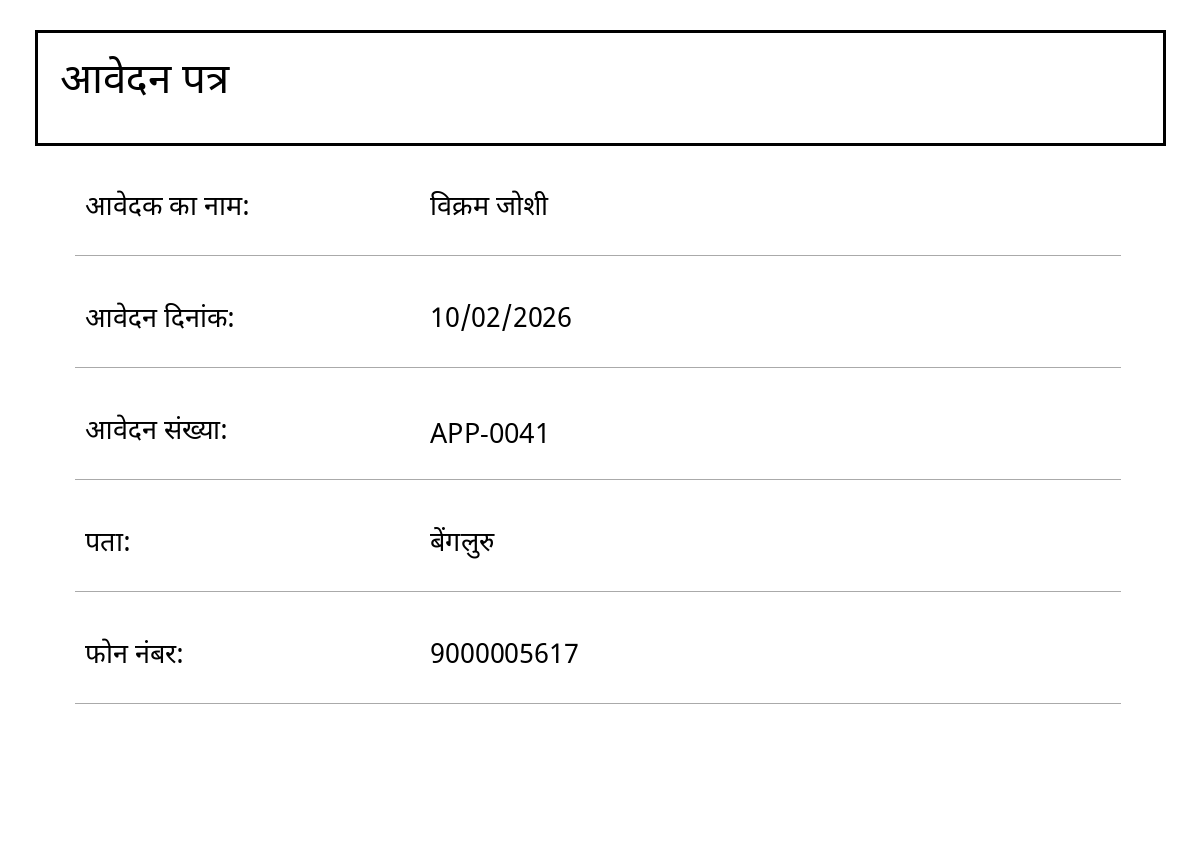 आवेदन पत्र
आवेदक का नाम: विक्रम जोशी
आवेदन दिनांक: 10/02/2026
आवेदन संख्या: APP-0041
पता: बेंगलुरु
फोन नंबर: 9000005617